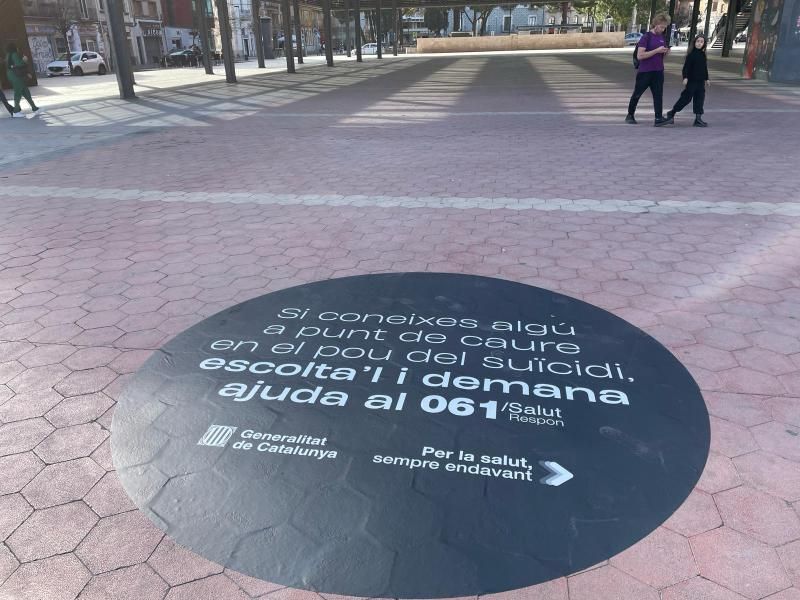 Si coneixes algú
a punt de caure
en el pou del suïcidi,
escolta'l i demana
ajuda al 061/Salut
Respon
Generalitat
de Catalunya
Per la salut,
sempre endavant